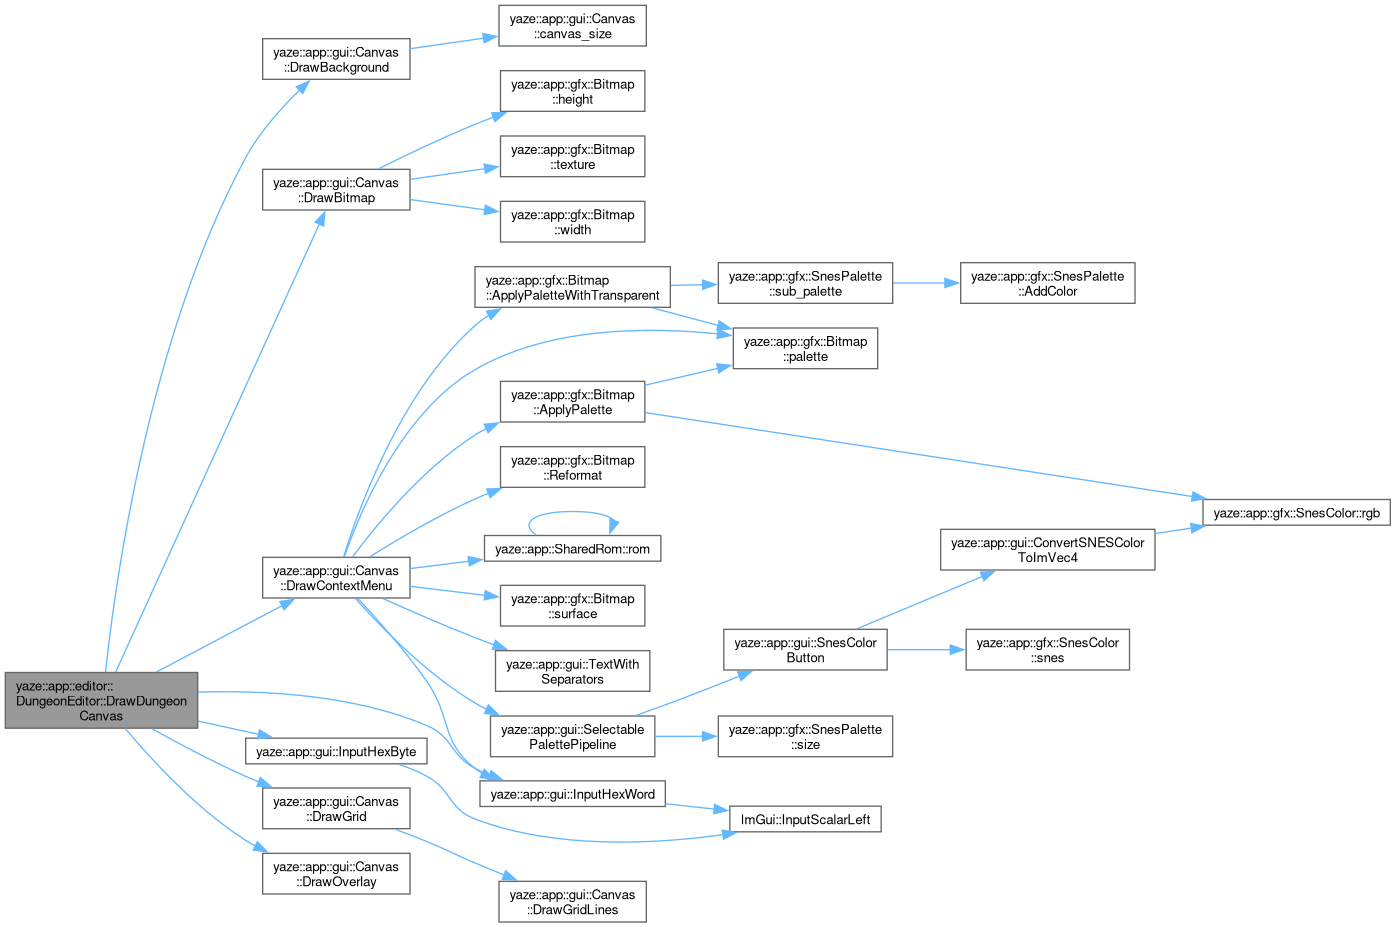 yaze::app::editor::
DungeonEditor::DrawDungeon
Canvas
yaze::app::gui::Canvas
::DrawBackground
yaze::app::gui::Canvas
::canvas_size
yaze::app::gui::Canvas
::DrawBitmap
yaze::app::gfx::Bitmap
::height
yaze::app::gfx::Bitmap
::texture
yaze::app::gfx::Bitmap
::width
yaze::app::gui::Canvas
::DrawContextMenu
yaze::app::gfx::Bitmap
::ApplyPaletteWithTransparent
yaze::app::gfx::SnesPalette
::sub_palette
yaze::app::gfx::SnesPalette
::AddColor
yaze::app::gfx::Bitmap
::palette
yaze::app::gfx::Bitmap
::ApplyPalette
yaze::app::gfx::Bitmap
::Reformat
yaze::app::SharedRom::rom
yaze::app::gfx::Bitmap
::surface
yaze::app::gui::TextWith
Separators
yaze::app::gui::Selectable
PalettePipeline
yaze::app::gui::SnesColor
Button
yaze::app::gui::ConvertSNESColor
ToImVec4
yaze::app::gfx::SnesColor::rgb
yaze::app::gfx::SnesColor
::snes
yaze::app::gfx::SnesPalette
::size
yaze::app::gui::InputHexByte
yaze::app::gui::InputHexWord
ImGui::InputScalarLeft
yaze::app::gui::Canvas
::DrawGrid
yaze::app::gui::Canvas
::DrawOverlay
yaze::app::gui::Canvas
::DrawGridLines